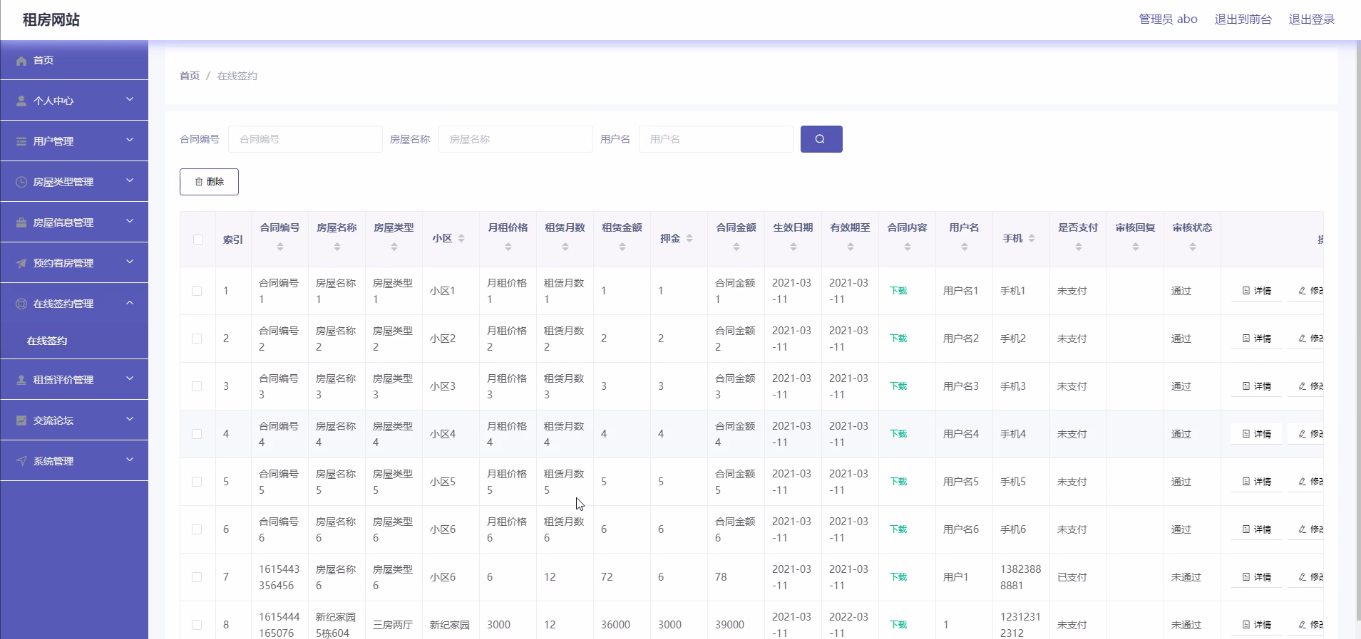 租房网站
管理员 abo 退出到前台 退出登录
首页
个人中心
用户管理
房屋类型管理
房屋信息管理
预约看房管理
在线签约管理
在线签约
租赁评价管理
交流论坛
系统管理
首页 / 在线签约
合同编号 合同编号 房屋名称 房屋名称 用户名 用户名
删除
索引 合同编号 房屋名称 房屋类型 小区 月租价格 租赁月数 租赁金额 押金 合同金额 生效日期 有效期至 合同内容 用户名 手机 是否支付 审核回复 审核状态
1 合同编号1 房屋名称1 房屋类型1 小区1 月租价格1 租赁月数1 1 1 合同金额1 2021-03-11 2021-03-11 下载 用户名1 手机1 未支付 通过 详情 修改
2 合同编号2 房屋名称2 房屋类型2 小区2 月租价格2 租赁月数2 2 2 合同金额2 2021-03-11 2021-03-11 下载 用户名2 手机2 未支付 通过 详情 修改
3 合同编号3 房屋名称3 房屋类型3 小区3 月租价格3 租赁月数3 3 3 合同金额3 2021-03-11 2021-03-11 下载 用户名3 手机3 未支付 通过 详情 修改
4 合同编号4 房屋名称4 房屋类型4 小区4 月租价格4 租赁月数4 4 4 合同金额4 2021-03-11 2021-03-11 下载 用户名4 手机4 未支付 通过 详情 修改
5 合同编号5 房屋名称5 房屋类型5 小区5 月租价格5 租赁月数5 5 5 合同金额5 2021-03-11 2021-03-11 下载 用户名5 手机5 未支付 通过 详情 修改
6 合同编号6 房屋名称6 房屋类型6 小区6 月租价格6 租赁月数6 6 6 合同金额6 2021-03-11 2021-03-11 下载 用户名6 手机6 未支付 通过 详情 修改
7 1615443356456 房屋名称6 房屋类型6 小区6 6 12 72 6 78 2021-03-11 2021-03-11 下载 用户1 13823888881 已支付 未通过 详情 修改
8 1615444165076 新纪家园5栋604 三房两厅 新纪家园 3000 12 36000 3000 39000 2021-03-11 2022-03-11 下载 1 12312312312 未支付 未通过 详情 修改